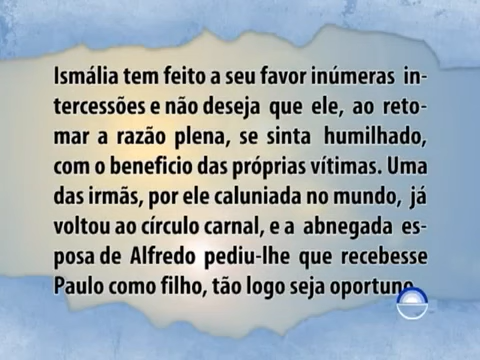 Ismália tem feito a seu favor inúmeras in-
tercessões e não deseja que ele, ao reto-
mar a razão plena, se sinta humilhado,
com o beneficio das próprias vítimas. Uma
das irmãs, por ele caluniada no mundo, já
voltou ao círculo carnal, e a abnegada es-
posa de Alfredo pediu-lhe que recebesse
Paulo como filho, tão logo seja oportuno